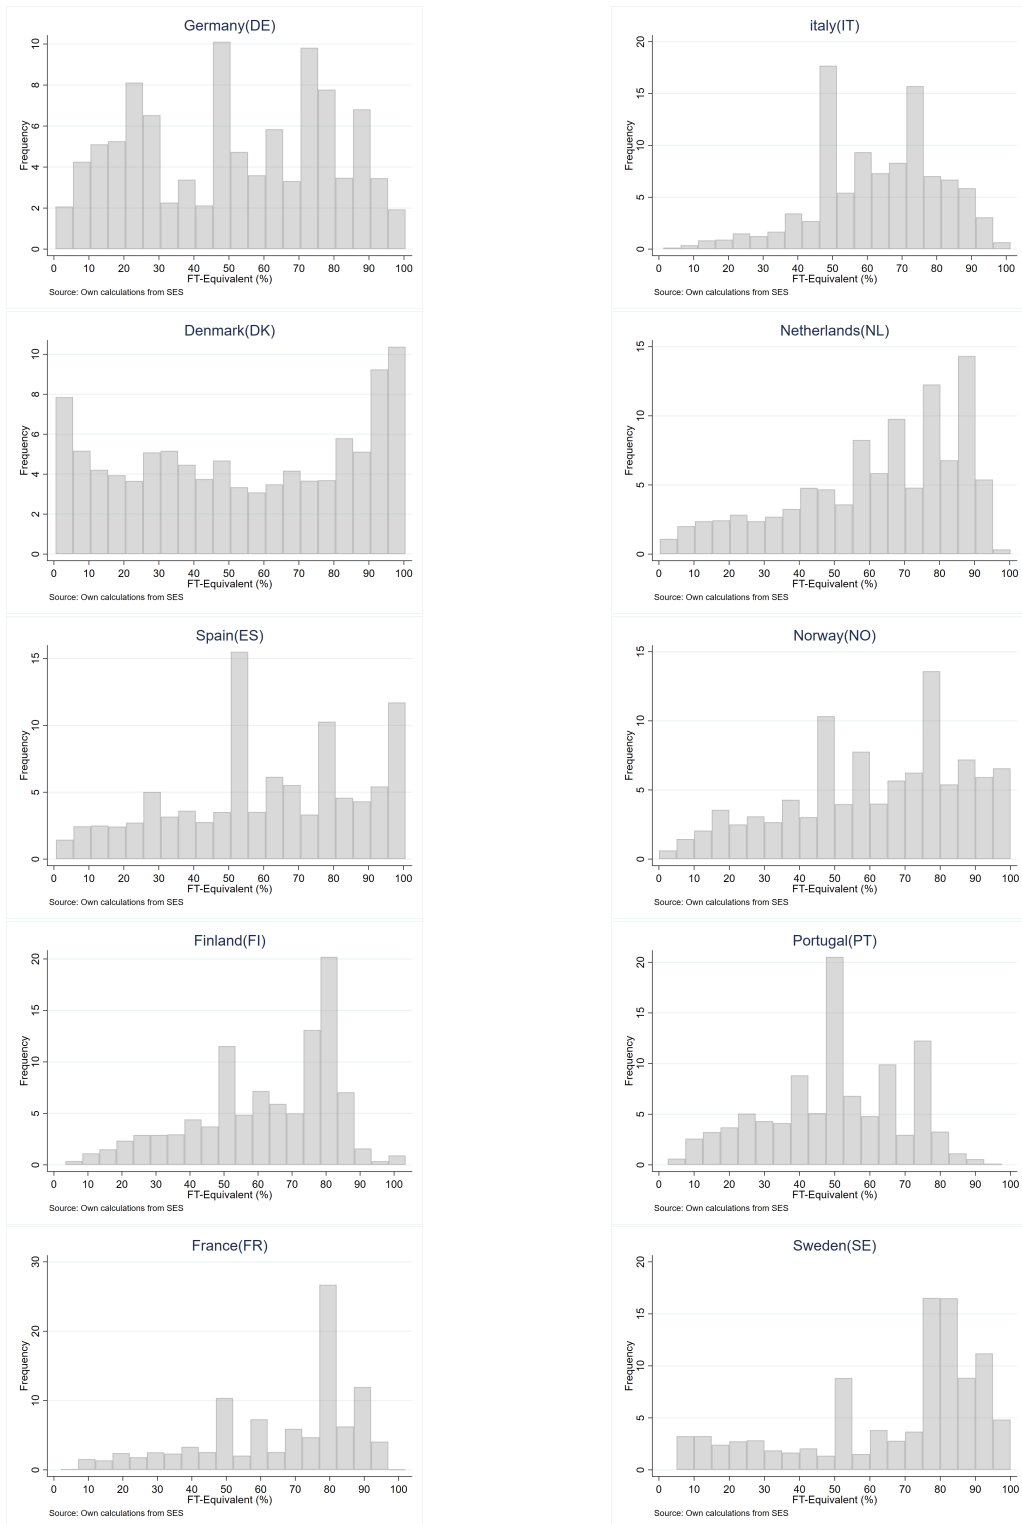 Germany(DE)
Frequency
0 2 4 6 8 10
0 10 20 30 40 50 60 70 80 90 100
FT-Equivalent (%)
Source: Own calculations from SES
italy(IT)
Frequency
0 5 10 15 20
0 10 20 30 40 50 60 70 80 90 100
FT-Equivalent (%)
Source: Own calculations from SES
Denmark(DK)
Frequency
0 2 4 6 8 10
0 10 20 30 40 50 60 70 80 90 100
FT-Equivalent (%)
Source: Own calculations from SES
Netherlands(NL)
Frequency
0 5 10 15
0 10 20 30 40 50 60 70 80 90 100
FT-Equivalent (%)
Source: Own calculations from SES
Spain(ES)
Frequency
0 5 10 15
0 10 20 30 40 50 60 70 80 90 100
FT-Equivalent (%)
Source: Own calculations from SES
Norway(NO)
Frequency
0 5 10 15
0 10 20 30 40 50 60 70 80 90 100
FT-Equivalent (%)
Source: Own calculations from SES
Finland(FI)
Frequency
0 5 10 15 20
0 10 20 30 40 50 60 70 80 90 100
FT-Equivalent (%)
Source: Own calculations from SES
Portugal(PT)
Frequency
0 5 10 15 20
0 10 20 30 40 50 60 70 80 90 100
FT-Equivalent (%)
Source: Own calculations from SES
France(FR)
Frequency
0 10 20 30
0 10 20 30 40 50 60 70 80 90 100
FT-Equivalent (%)
Source: Own calculations from SES
Sweden(SE)
Frequency
0 5 10 15 20
0 10 20 30 40 50 60 70 80 90 100
FT-Equivalent (%)
Source: Own calculations from SES